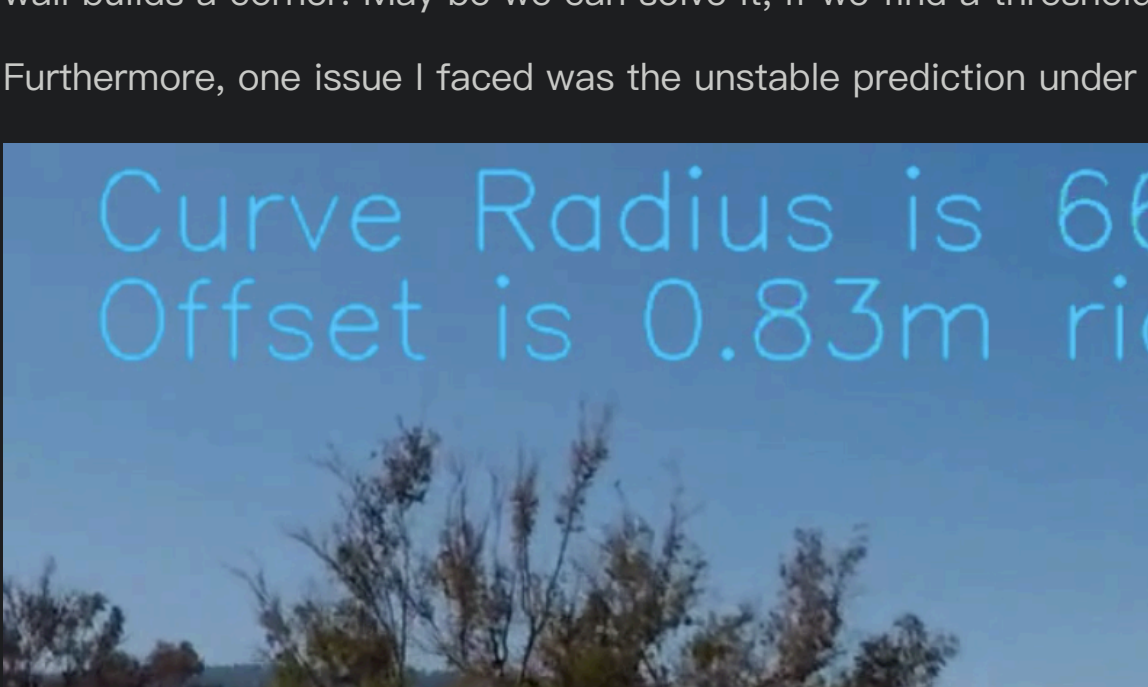 wall builds a corner. May be we can solve it, if we find a threshold
Furthermore, one issue I faced was the unstable prediction under
Curve Radius is 66
Offset is 0.83m